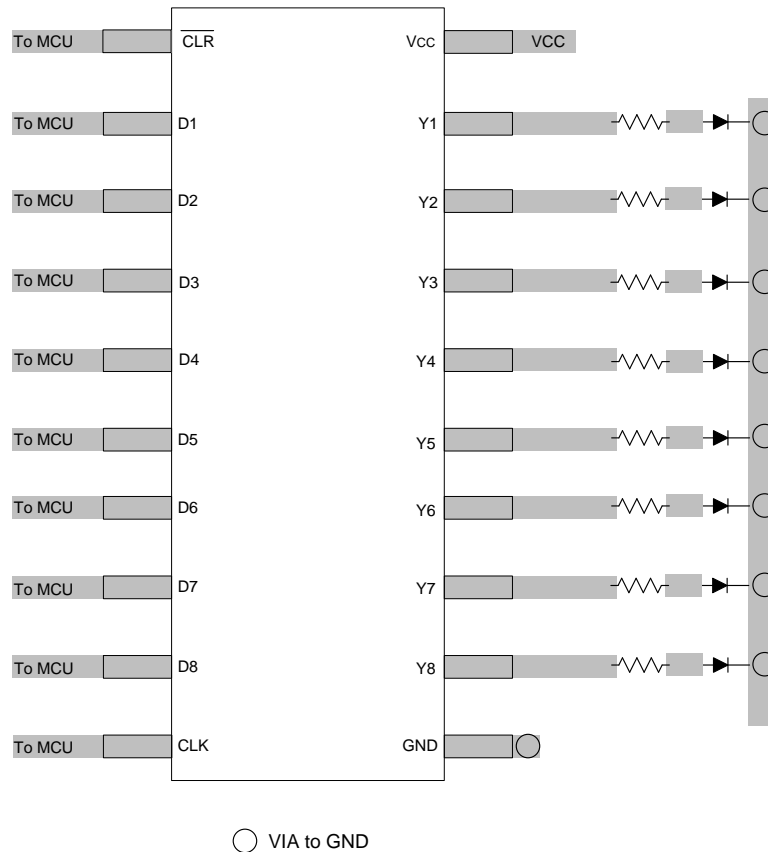 To MCU CLR Vcc VCC
To MCU D1 Y1
To MCU D2 Y2
To MCU D3 Y3
To MCU D4 Y4
To MCU D5 Y5
To MCU D6 Y6
To MCU D7 Y7
To MCU D8 Y8
To MCU CLK GND
VIA to GND